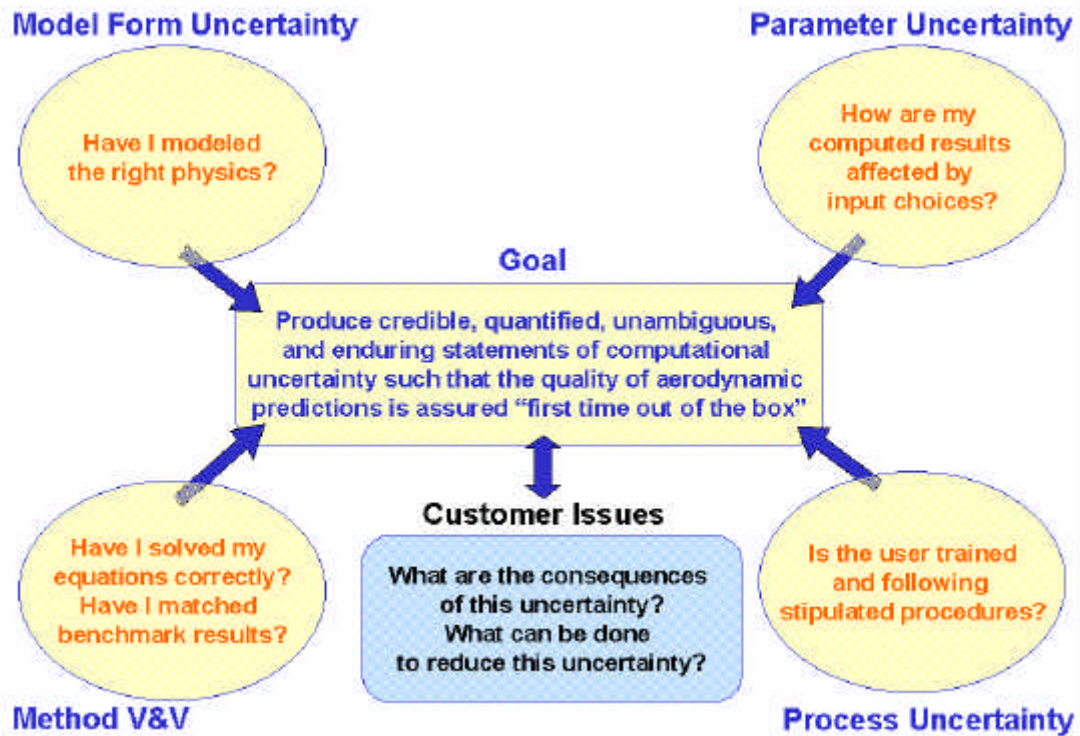 Model Form Uncertainty
Parameter Uncertainty
Have I modeled
the right physics?
How are my
computed results
affected by
input choices?
Goal
Produce credible, quantified, unambiguous,
and enduring statements of computational
uncertainty such that the quality of aerodynamic
predictions is assured “first time out of the box”
Customer Issues
What are the consequences
of this uncertainty?
What can be done
to reduce this uncertainty?
Have I solved my
equations correctly?
Have I matched
benchmark results?
Is the user trained
and following
stipulated procedures?
Method V&V
Process Uncertainty